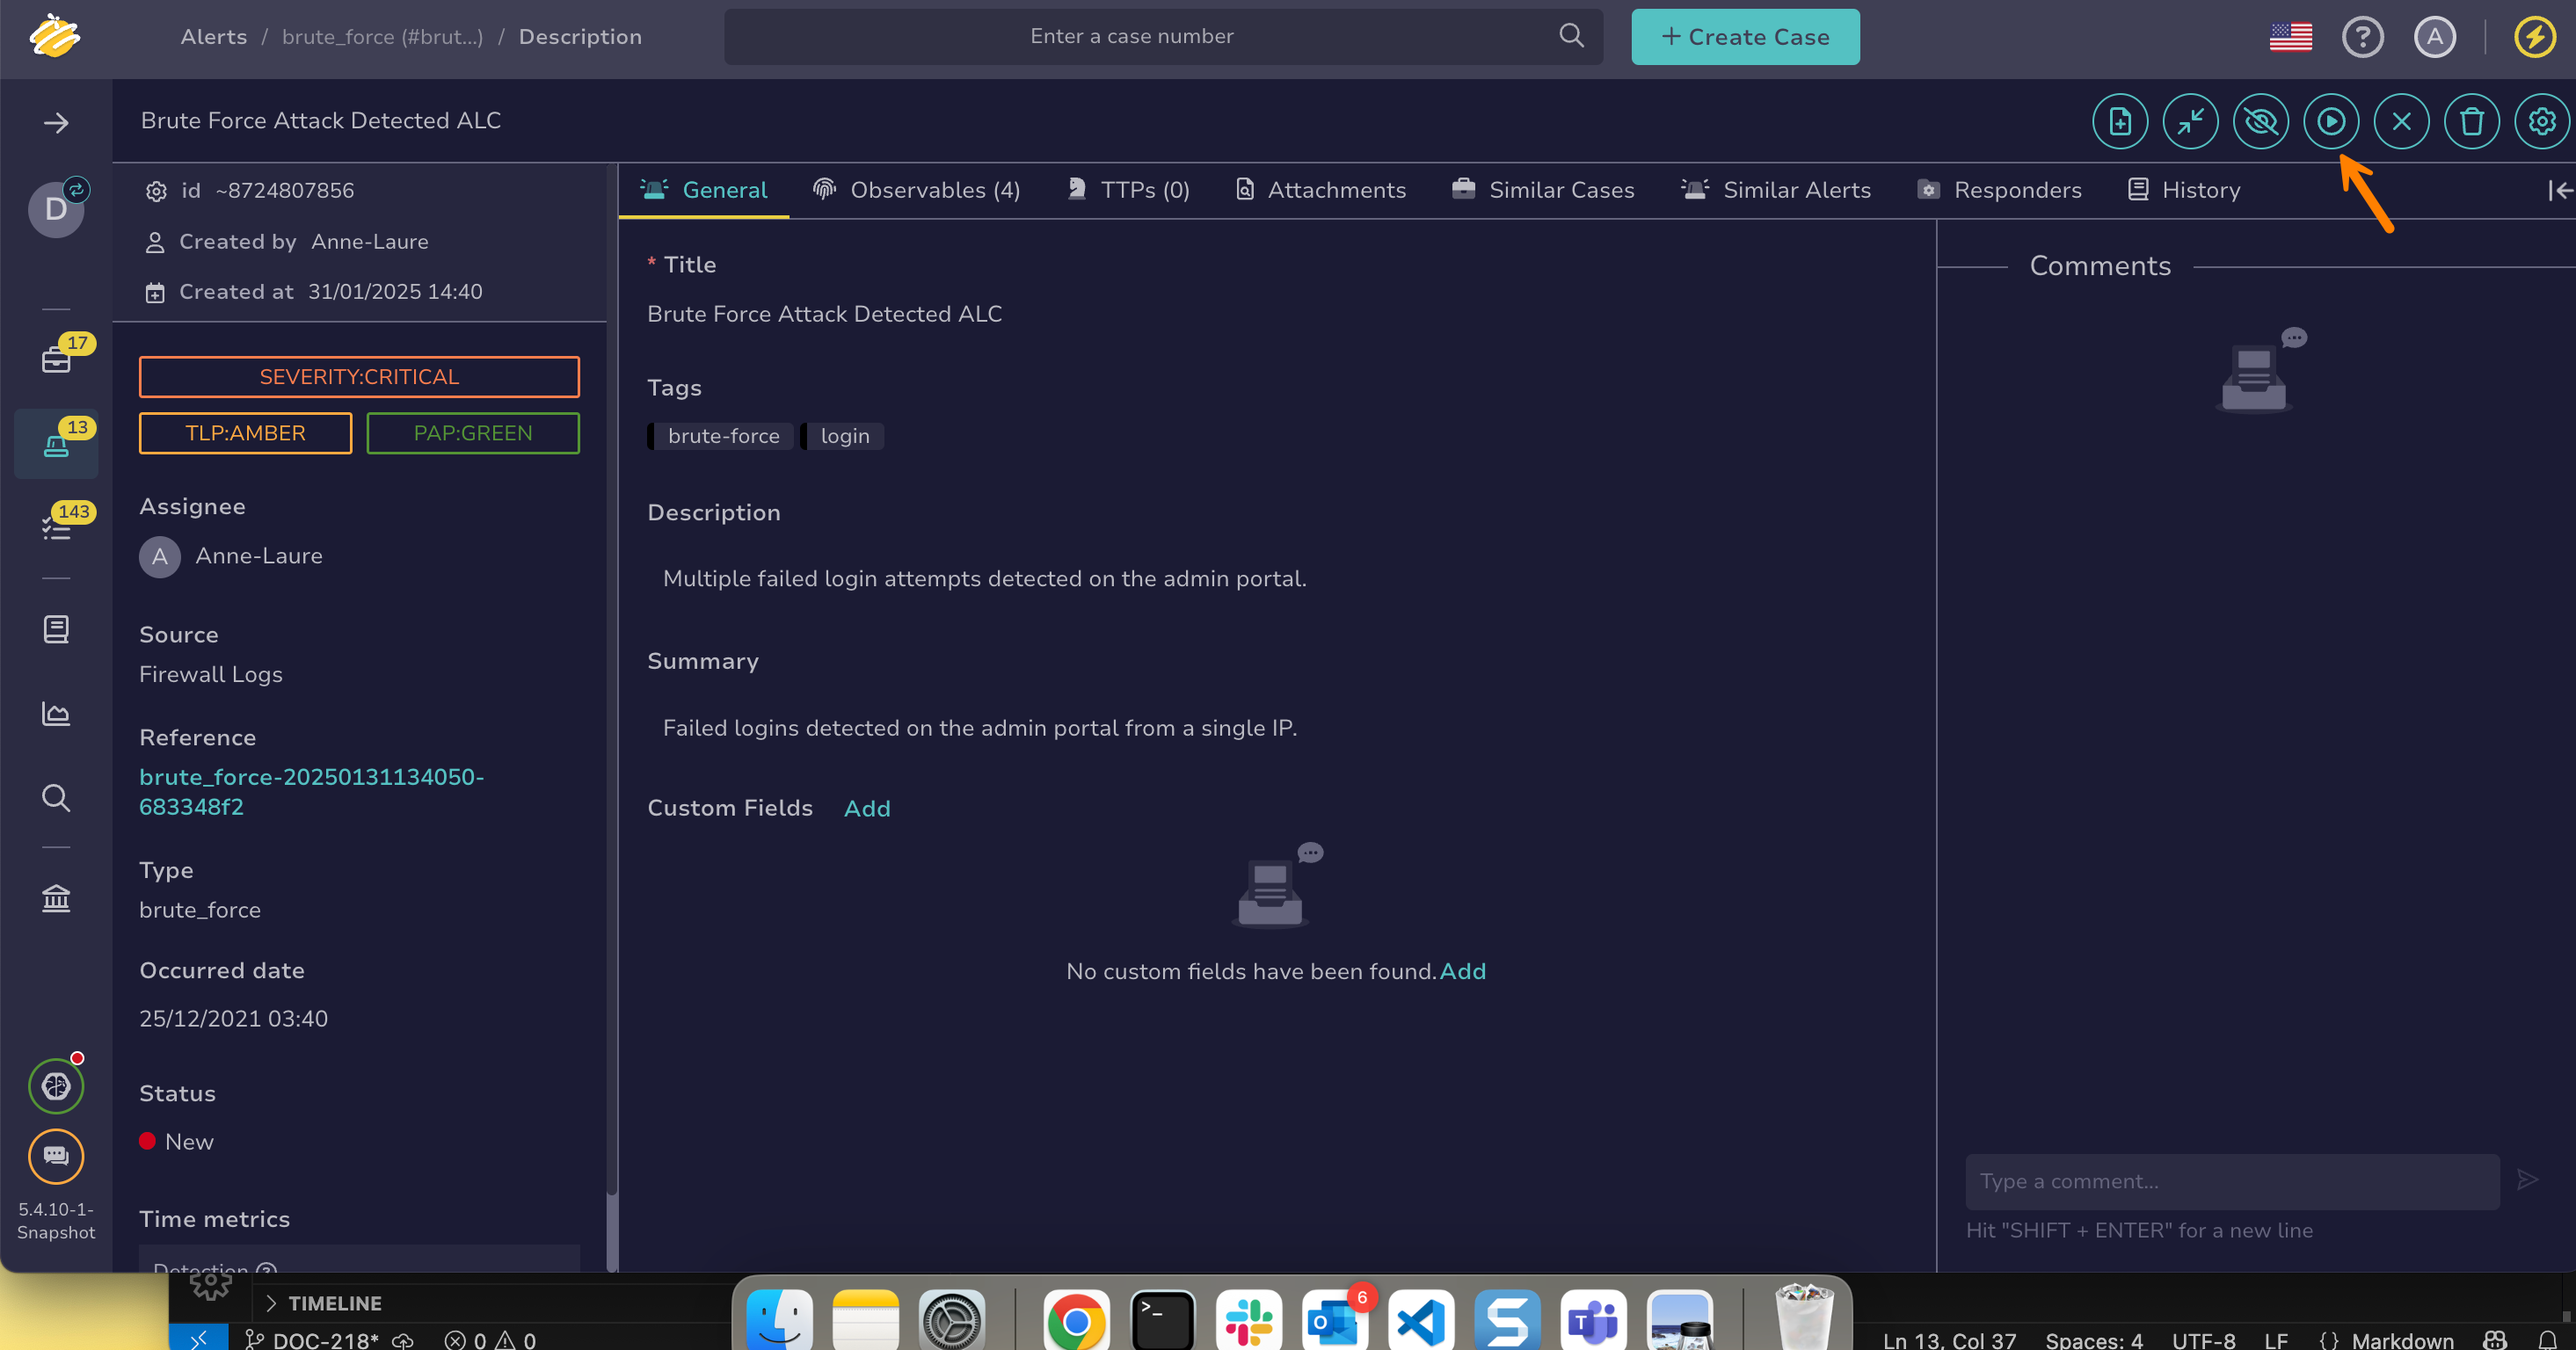 Alerts / brute_force (#brut...) / Description
Enter a case number
+ Create Case
A
Brute Force Attack Detected ALC
D
17
13
143
5.4.10-1-
Snapshot
id ~8724807856
Created by Anne-Laure
Created at 31/01/2025 14:40
SEVERITY:CRITICAL
TLP:AMBER
PAP:GREEN
Assignee
A Anne-Laure
Source
Firewall Logs
Reference
brute_force-20250131134050-
683348f2
Type
brute_force
Occurred date
25/12/2021 03:40
Status
New
Time metrics
Detection
General
Observables (4)
TTPs (0)
Attachments
Similar Cases
Similar Alerts
Responders
History
* Title
Brute Force Attack Detected ALC
Tags
brute-force
login
Description
Multiple failed login attempts detected on the admin portal.
Summary
Failed logins detected on the admin portal from a single IP.
Custom Fields Add
No custom fields have been found. Add
Comments
Type a comment...
Hit "SHIFT + ENTER" for a new line
TIMELINE
6
DOC-218* 0 0
Ln 13, Col 37 Spaces: 4 UTF-8 LF {} Markdown